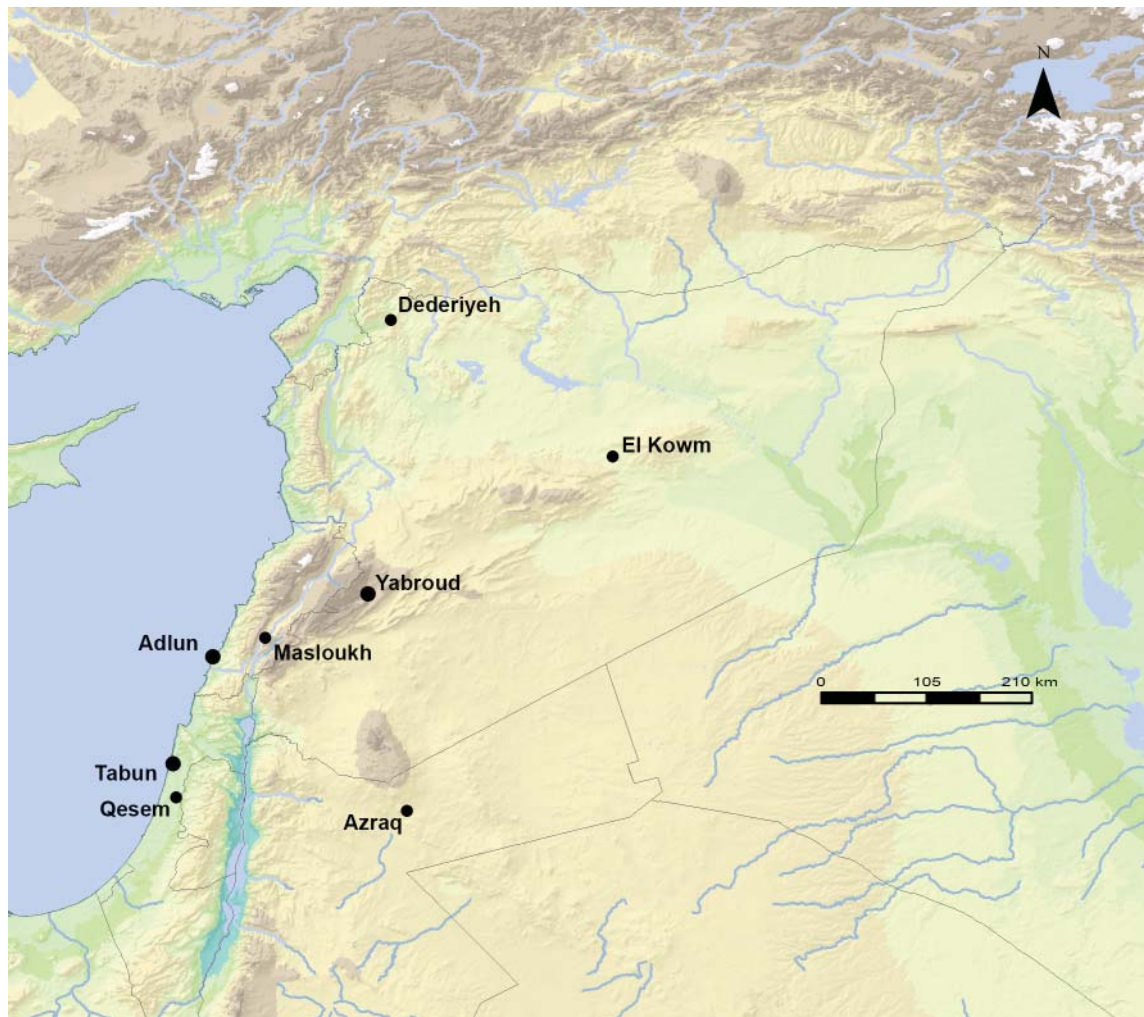 N
Dederiyeh
El Kowm
Yabroud
Adlun
Masloukh
0 105 210 km
Tabun
Qesem
Azraq